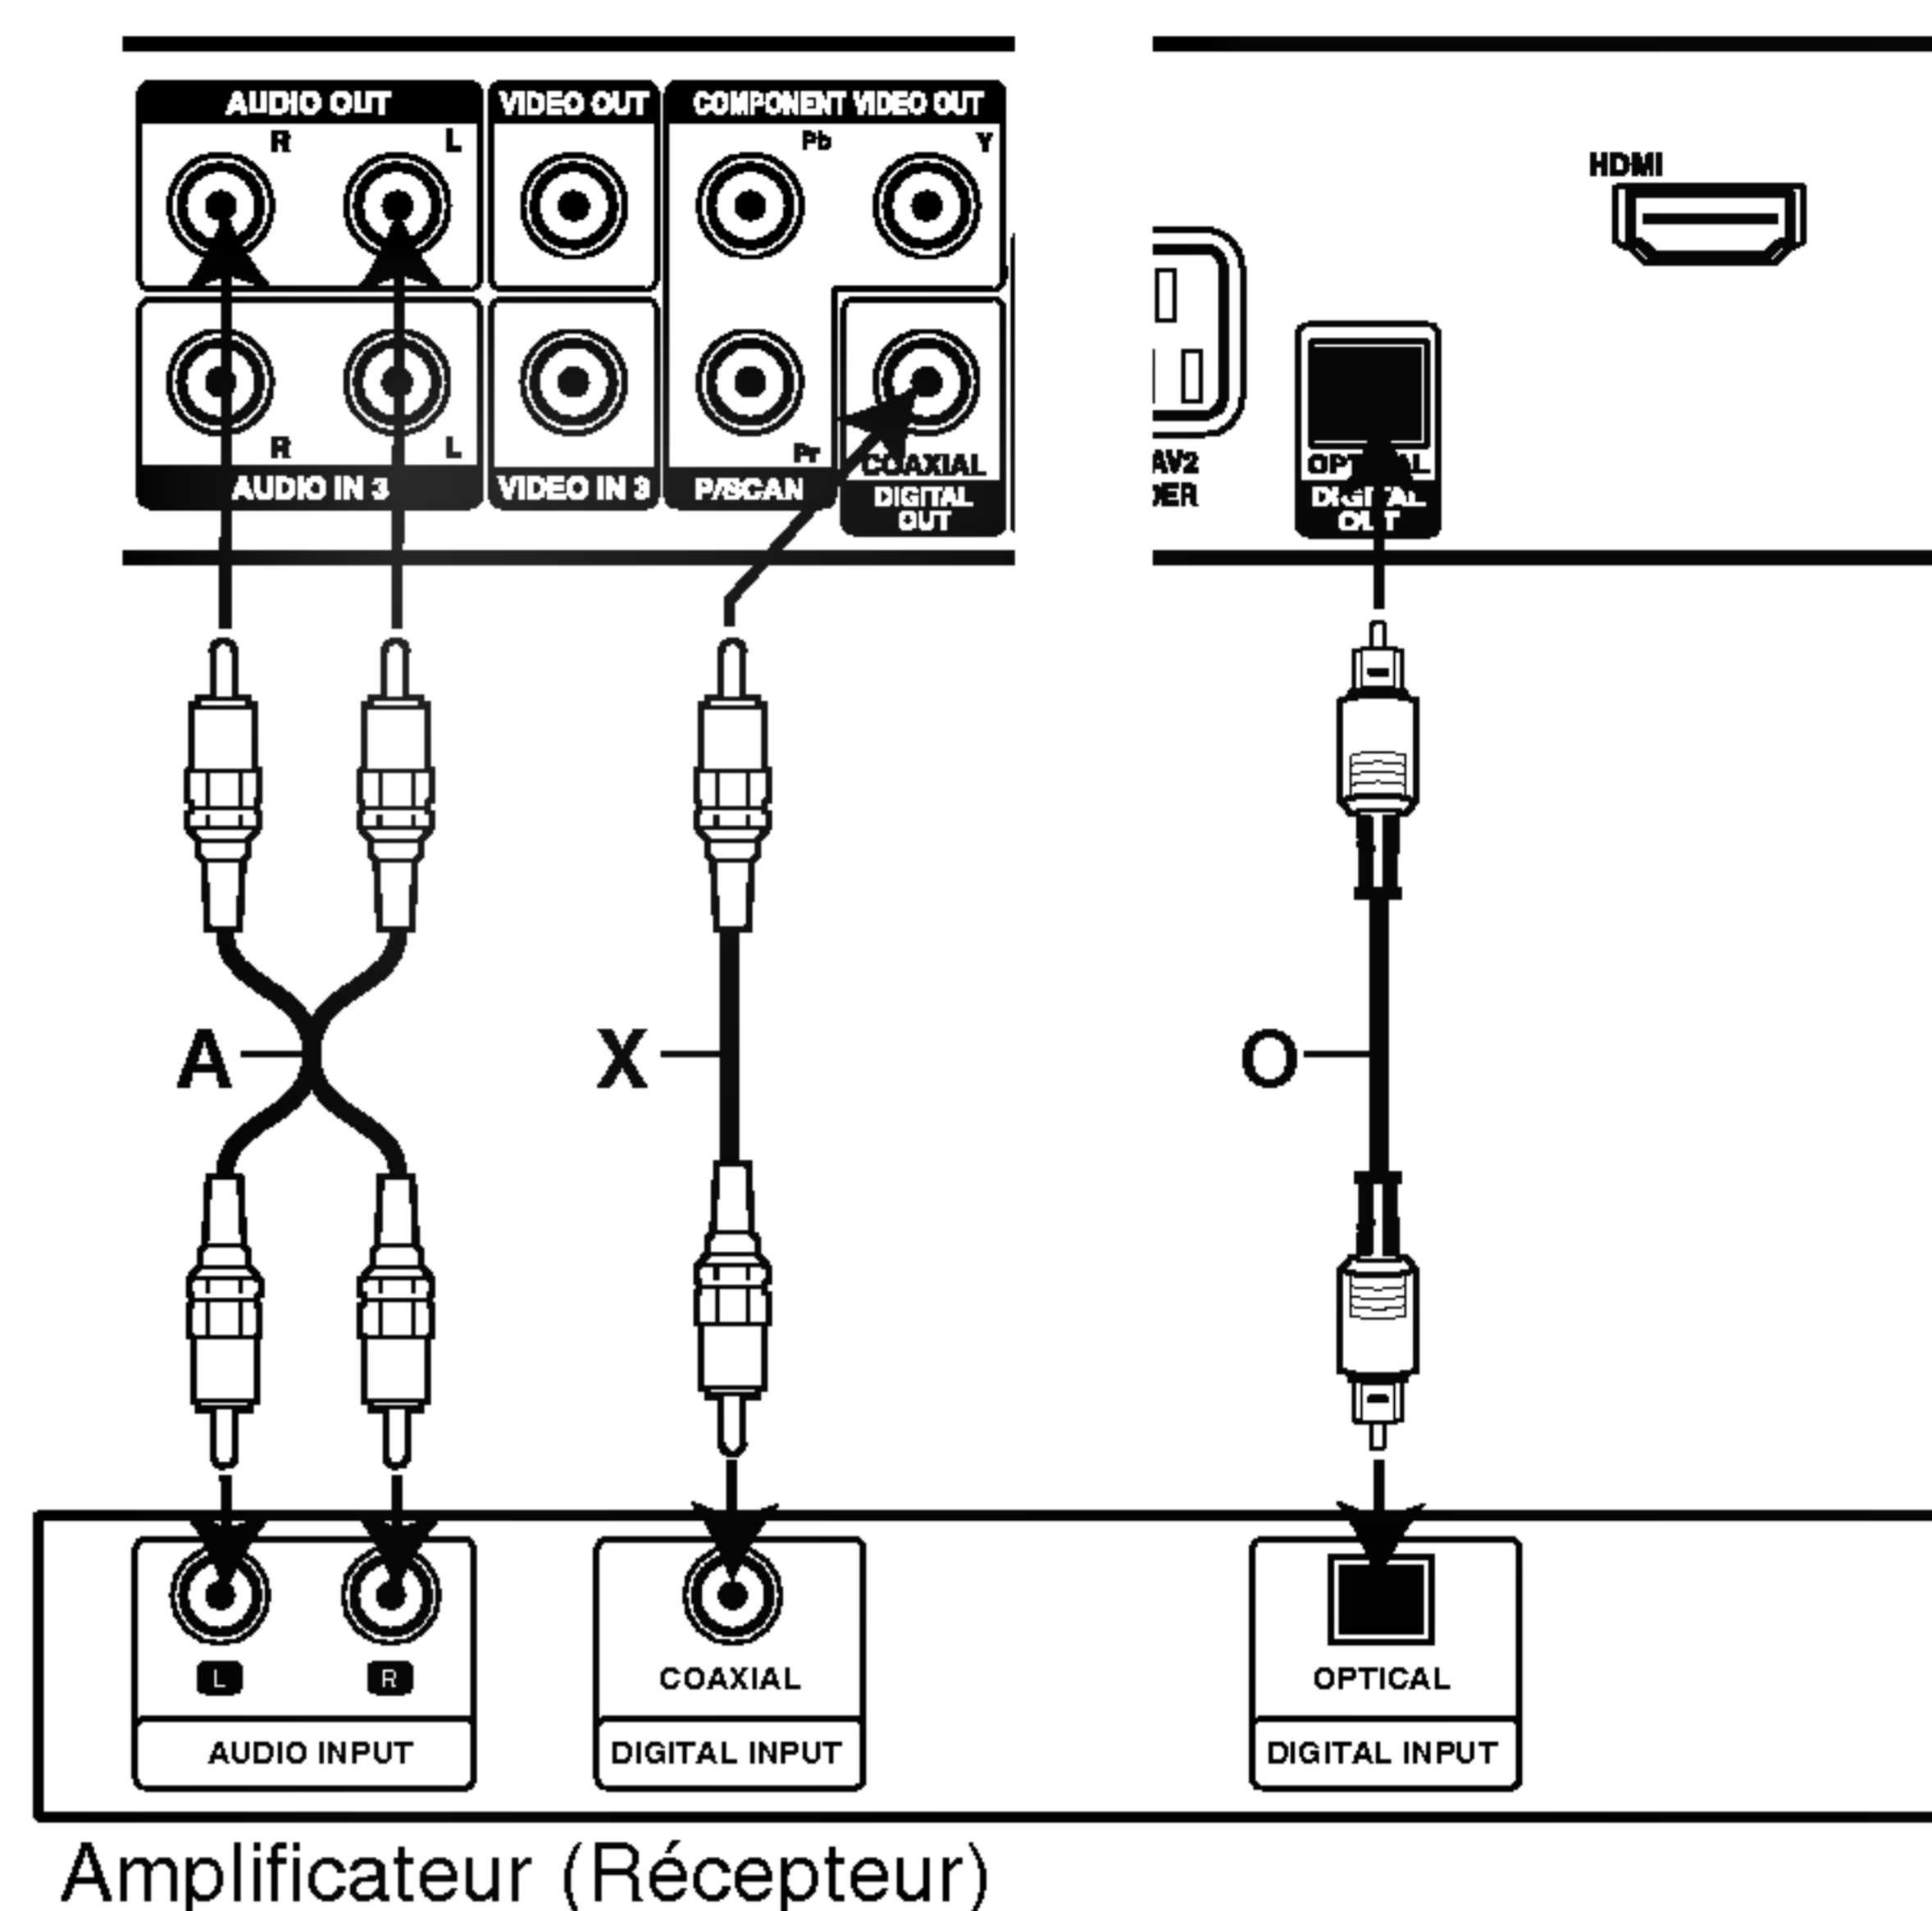 AUDIO OUT
R L
VIDEO OUT
COMPONENT VIDEO OUT
Pb Y
R L
AUDIO IN 3
VIDEO IN 3
Pr
P/SCAN
COAXIAL
DIGITAL
OUT
HDMI
AV2
OPTICAL
DIGITAL
OUT
A
X
O
L R
AUDIO INPUT
COAXIAL
DIGITAL INPUT
OPTICAL
DIGITAL INPUT
Amplificateur (Récepteur)